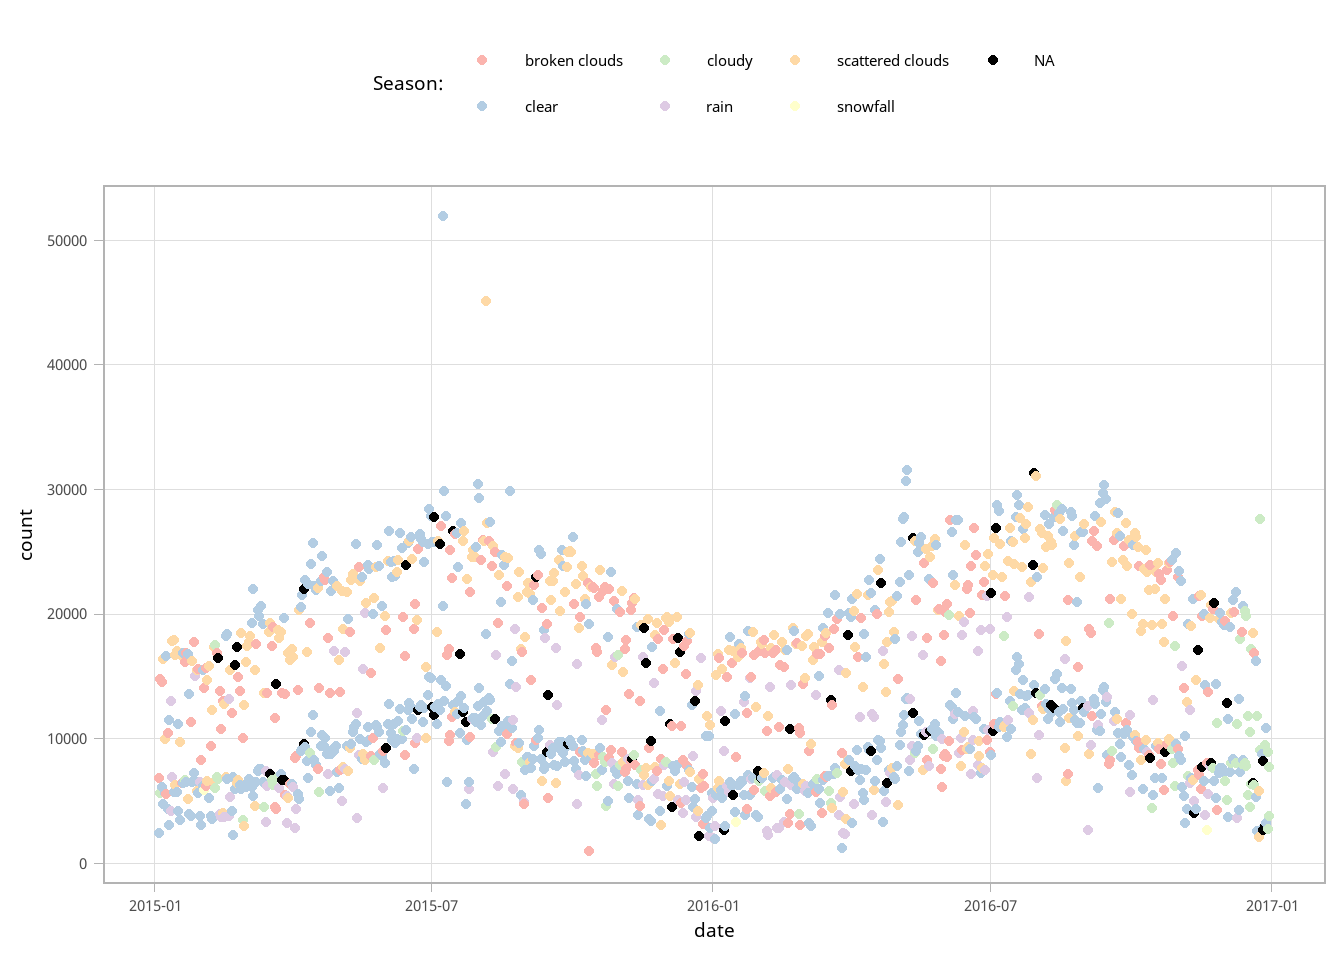 Season:
broken clouds
cloudy
scattered clouds
NA
clear
rain
snowfall
50000
40000
30000
20000
10000
0
count
2015-01
2015-07
2016-01
2016-07
2017-01
date